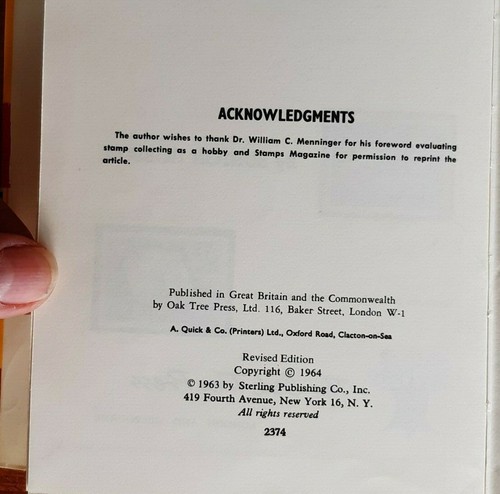 ACKNOWLEDGMENTS
The author wishes to thank Dr. William C. Menninger for his foreword evaluating
stamp collecting as a hobby and Stamps Magazine for permission to reprint the
article.
Published in Great Britain and the Commonwealth
by Oak Tree Press, Ltd. 116, Baker Street, London W-1
A. Quick & Co. (Printers) Ltd., Oxford Road, Clacton-on-Sea
Revised Edition
Copyright © 1964
© 1963 by Sterling Publishing Co., Inc.
419 Fourth Avenue, New York 16, N. Y.
All rights reserved
2374